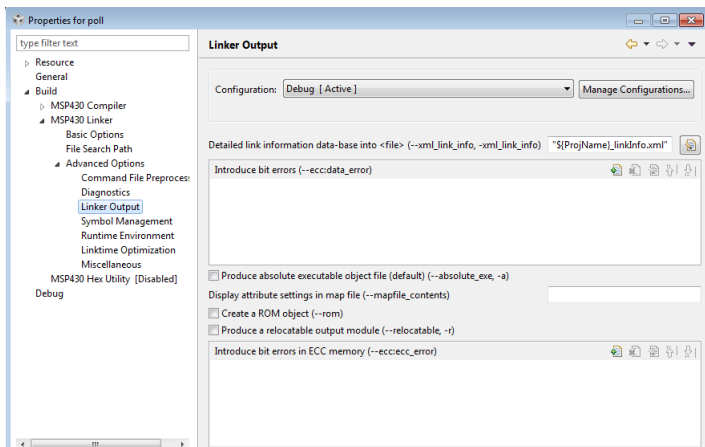 Properties for poll
type filter text
Resource
General
Build
MSP430 Compiler
MSP430 Linker
Basic Options
File Search Path
Advanced Options
Command File Preproces
Diagnostics
Linker Output
Symbol Management
Runtime Environment
Linktime Optimization
Miscellaneous
MSP430 Hex Utility [Disabled]
Debug
Linker Output
Configuration: Debug [ Active ] Manage Configurations...
Detailed link information data-base into <file> (--xml_link_info, -xml_link_info) "${ProjName}_linkInfo.xml"
Introduce bit errors (--ecc:data_error)
Produce absolute executable object file (default) (--absolute_exe, -a)
Display attribute settings in map file (--mapfile_contents)
Create a ROM object (--rom)
Produce a relocatable output module (--relocatable, -r)
Introduce bit errors in ECC memory (--ecc:ecc_error)